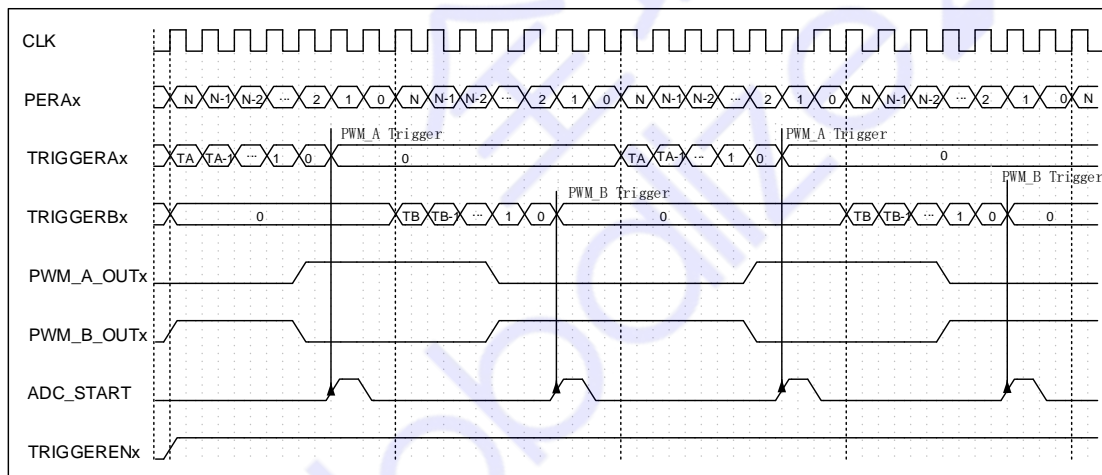 CLK
PERAx N N-1 N-2 ... 2 1 0 N N-1 N-2 ... 2 1 0 N N-1 N-2 ... 2 1 0 N N-1 N-2 ... 2 1 0 N
PWM_A Trigger PWM_A Trigger
TRIGGERAx TA TA-1 ... 1 0 0 TA TA-1 ... 1 0 0
PWM_B Trigger PWM_B Trigger
TRIGGERBx 0 TB TB-1 ... 1 0 0 TB TB-1 ... 1 0 0
PWM_A_OUTx
PWM_B_OUTx
ADC_START
TRIGGERENx